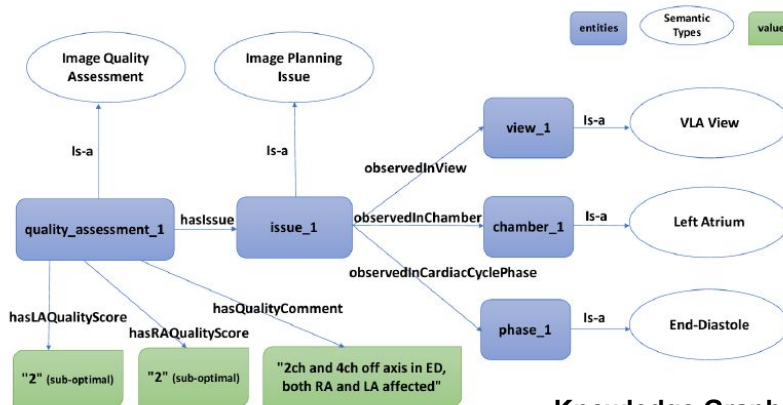 entities
Semantic
Types
value
Image Quality
Assessment
Image Planning
Issue
Is-a
Is-a
view_1
Is-a
VLA View
observedInView
quality_assessment_1
hasIssue
issue_1
observedInChamber
chamber_1
Is-a
Left Atrium
observedInCardiacCyclePhase
hasLAQualityScore
hasRAQualityScore
hasQualityComment
phase_1
Is-a
End-Diastole
"2" (sub-optimal)
"2" (sub-optimal)
"2ch and 4ch off axis in ED,
both RA and LA affected"